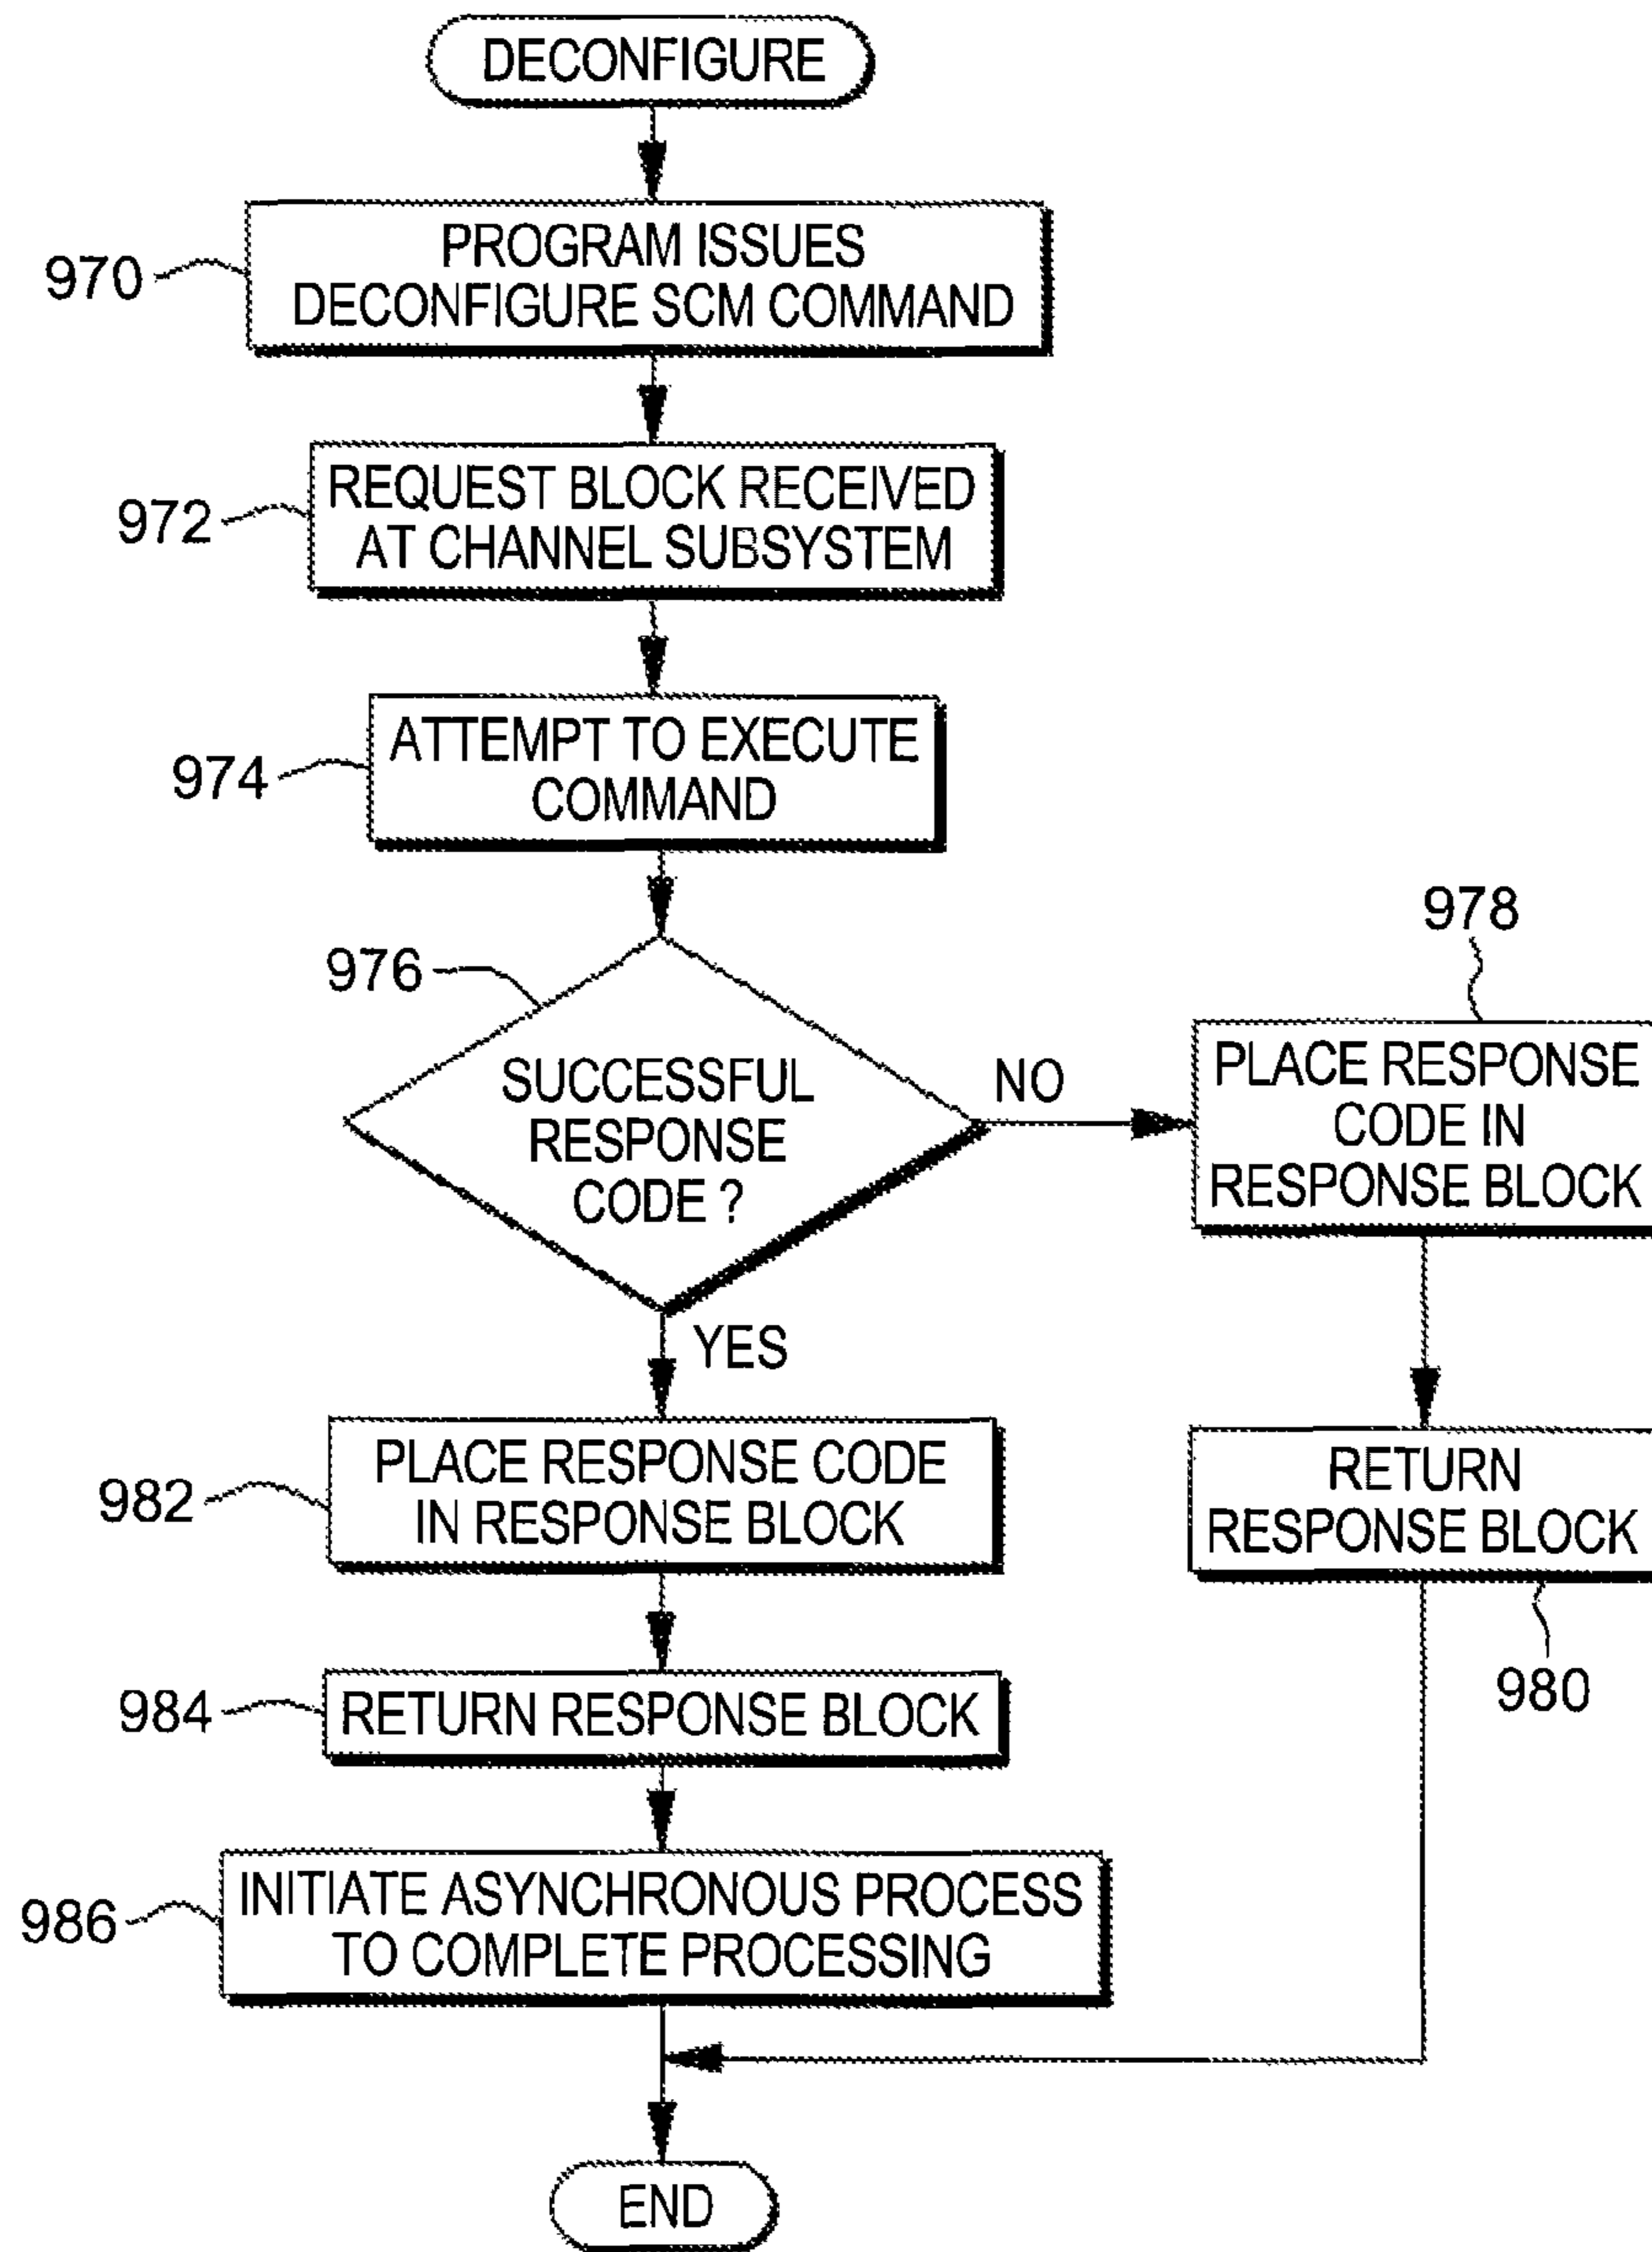 DECONFIGURE
970
PROGRAM ISSUES
DECONFIGURE SCM COMMAND
972
REQUEST BLOCK RECEIVED
AT CHANNEL SUBSYSTEM
974
ATTEMPT TO EXECUTE
COMMAND
976
SUCCESSFUL
RESPONSE
CODE ?
NO
978
PLACE RESPONSE
CODE IN
RESPONSE BLOCK
YES
982
PLACE RESPONSE CODE
IN RESPONSE BLOCK
RETURN
RESPONSE BLOCK
980
984
RETURN RESPONSE BLOCK
986
INITIATE ASYNCHRONOUS PROCESS
TO COMPLETE PROCESSING
END